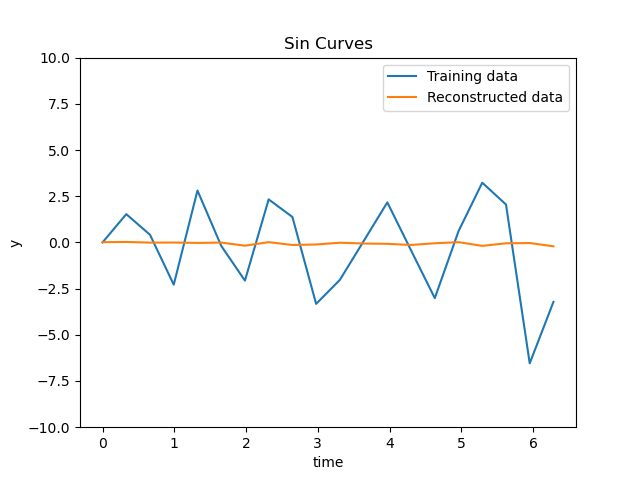 Sin Curves
10.0
7.5
5.0
2.5
0.0
−2.5
−5.0
−7.5
−10.0
y
Training data
Reconstructed data
0 1 2 3 4 5 6
time